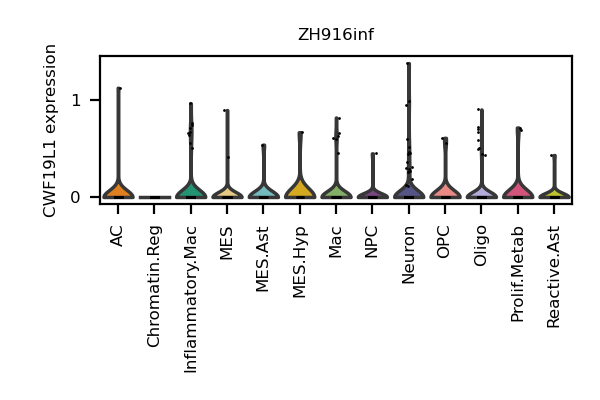 ZH916inf
CWF19L1 expression
1
0
AC
Chromatin.Reg
Inflammatory.Mac
MES
MES.Ast
MES.Hyp
Mac
NPC
Neuron
OPC
Oligo
Prolif.Metab
Reactive.Ast